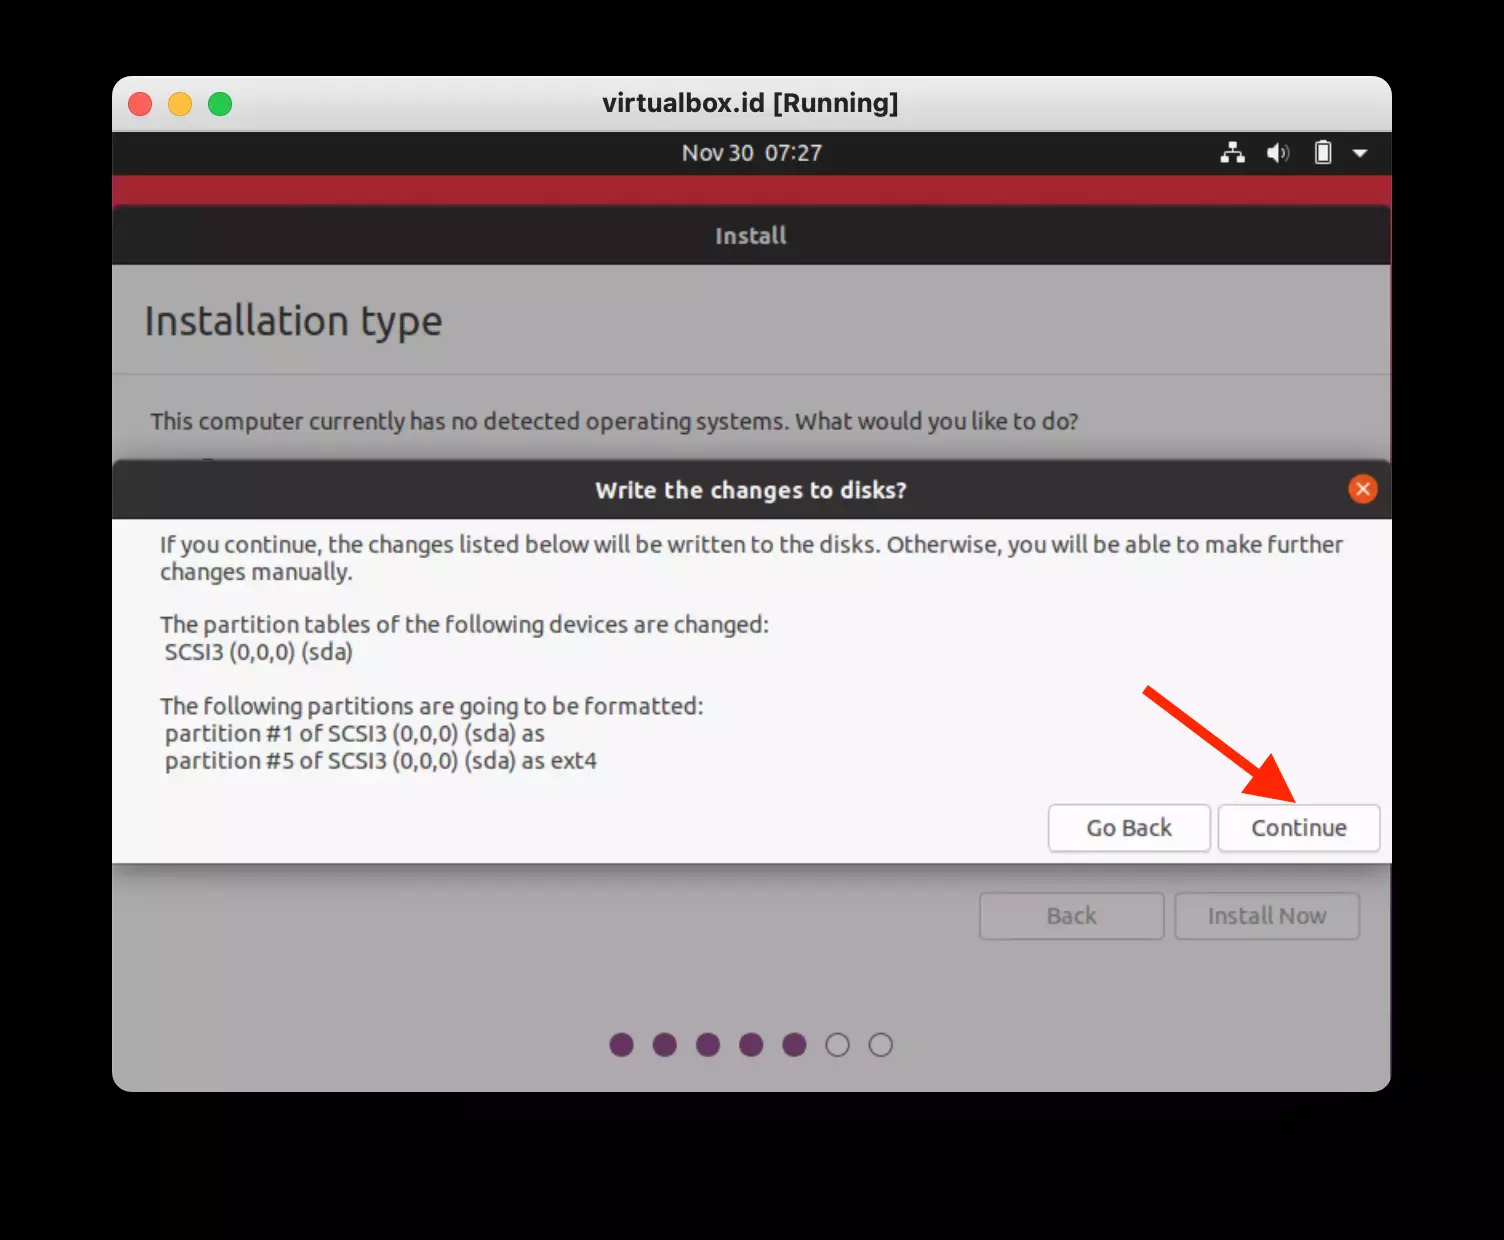 virtualbox.id [Running]
Nov 30 07:27
Install
Installation type
This computer currently has no detected operating systems. What would you like to do?
Write the changes to disks?
If you continue, the changes listed below will be written to the disks. Otherwise, you will be able to make further
changes manually.
The partition tables of the following devices are changed:
SCSI3 (0,0,0) (sda)
The following partitions are going to be formatted:
partition #1 of SCSI3 (0,0,0) (sda) as
partition #5 of SCSI3 (0,0,0) (sda) as ext4
Go Back Continue
Back Install Now